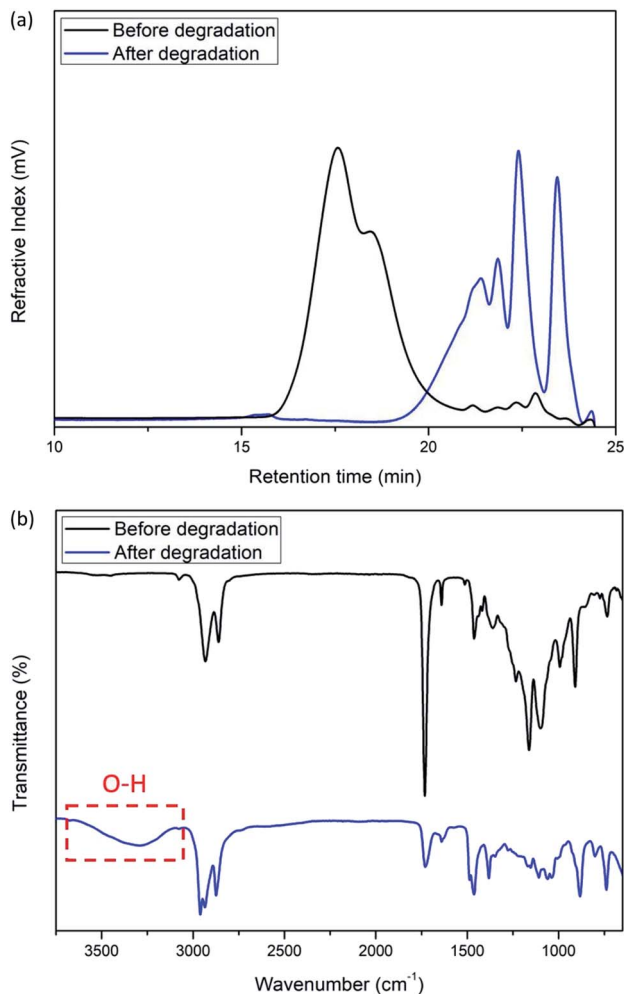 (a)
Before degradation
After degradation
Refractive Index (mV)
10 15 20 25
Retention time (min)
(b)
Before degradation
After degradation
Transmittance (%)
O-H
3500 3000 2500 2000 1500 1000
Wavenumber (cm⁻¹)